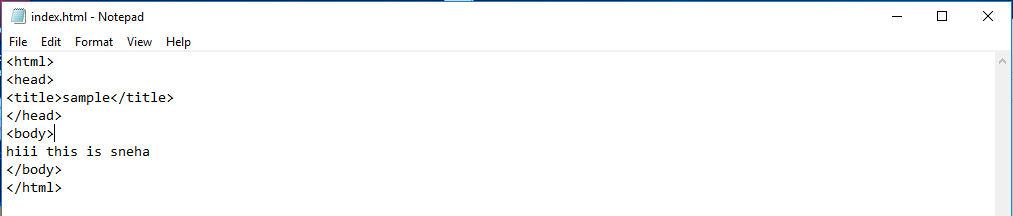 index.html - Notepad
File Edit Format View Help
<html>
<head>
<title>sample</title>
</head>
<body>
hiii this is sneha
</body>
</html>